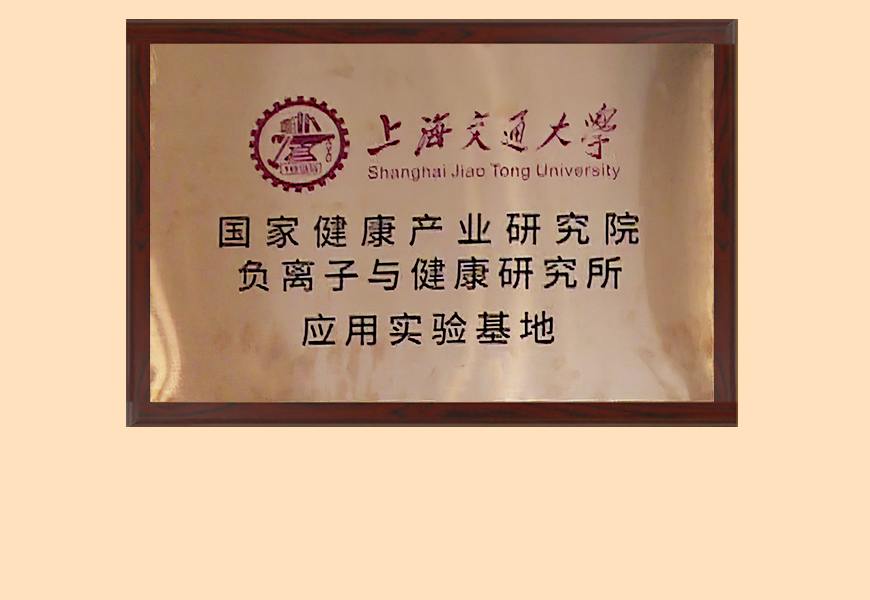 上海交通大学
Shanghai Jiao Tong University
国家健康产业研究院
负离子与健康研究所
应用实验基地